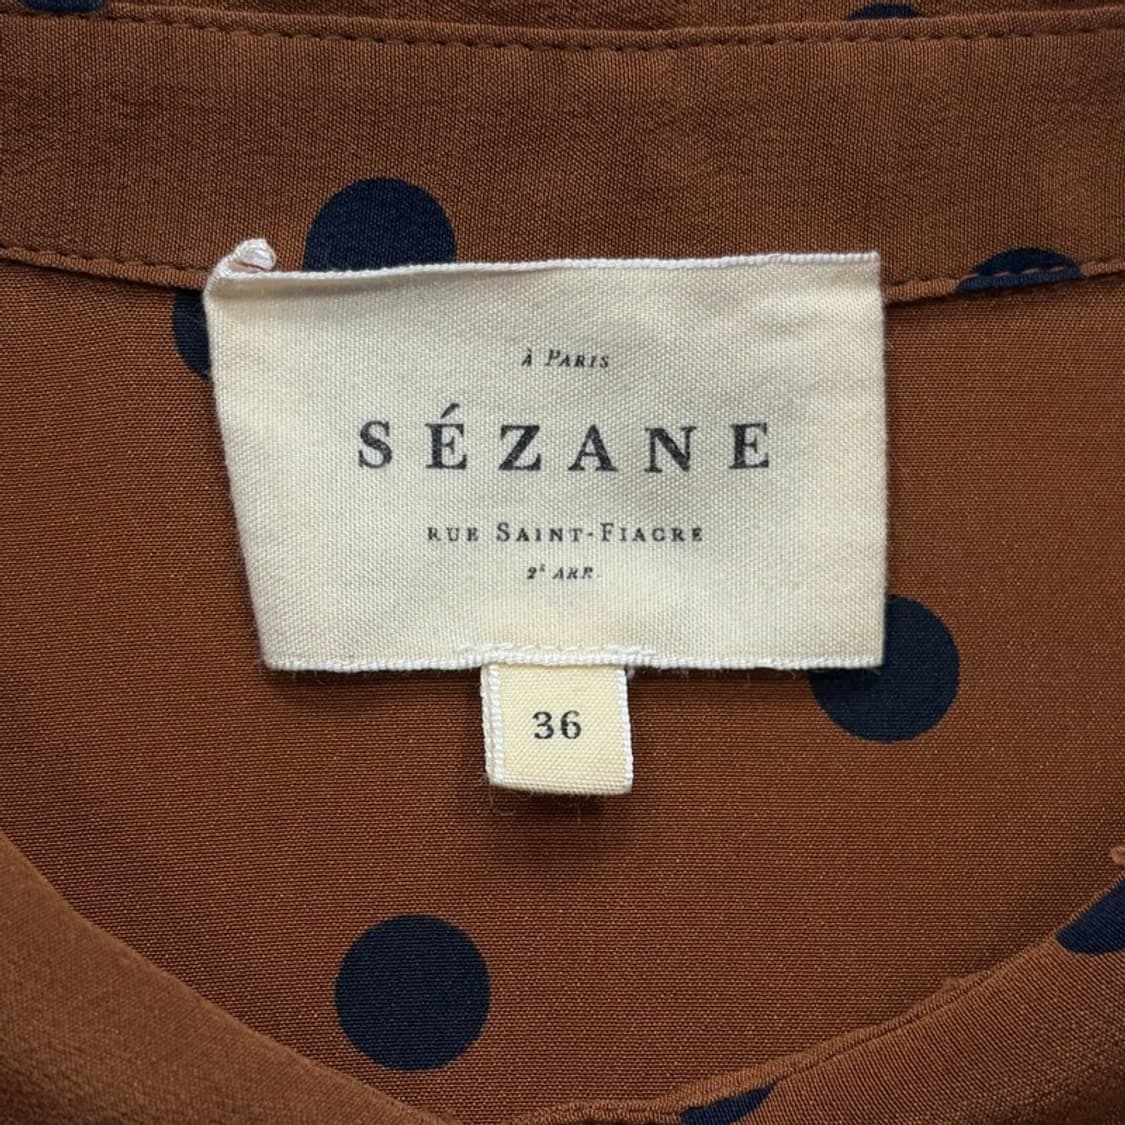 À PARIS
SÉZANE
RUE SAINT-FIACRE
2E ARR.
36